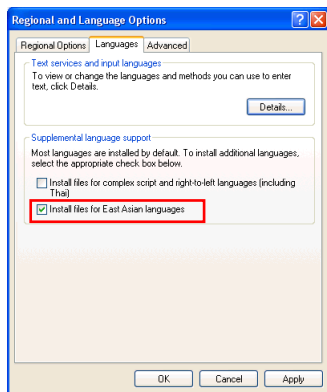 Regional and Language Options
Regional Options Languages Advanced
Text services and input languages
To view or change the languages and methods you can use to enter
text, click Details.
Details...
Supplemental language support
Most languages are installed by default. To install additional languages,
select the appropriate check box below.
Install files for complex script and right-to-left languages (including
Thai)
Install files for East Asian languages
OK Cancel Apply